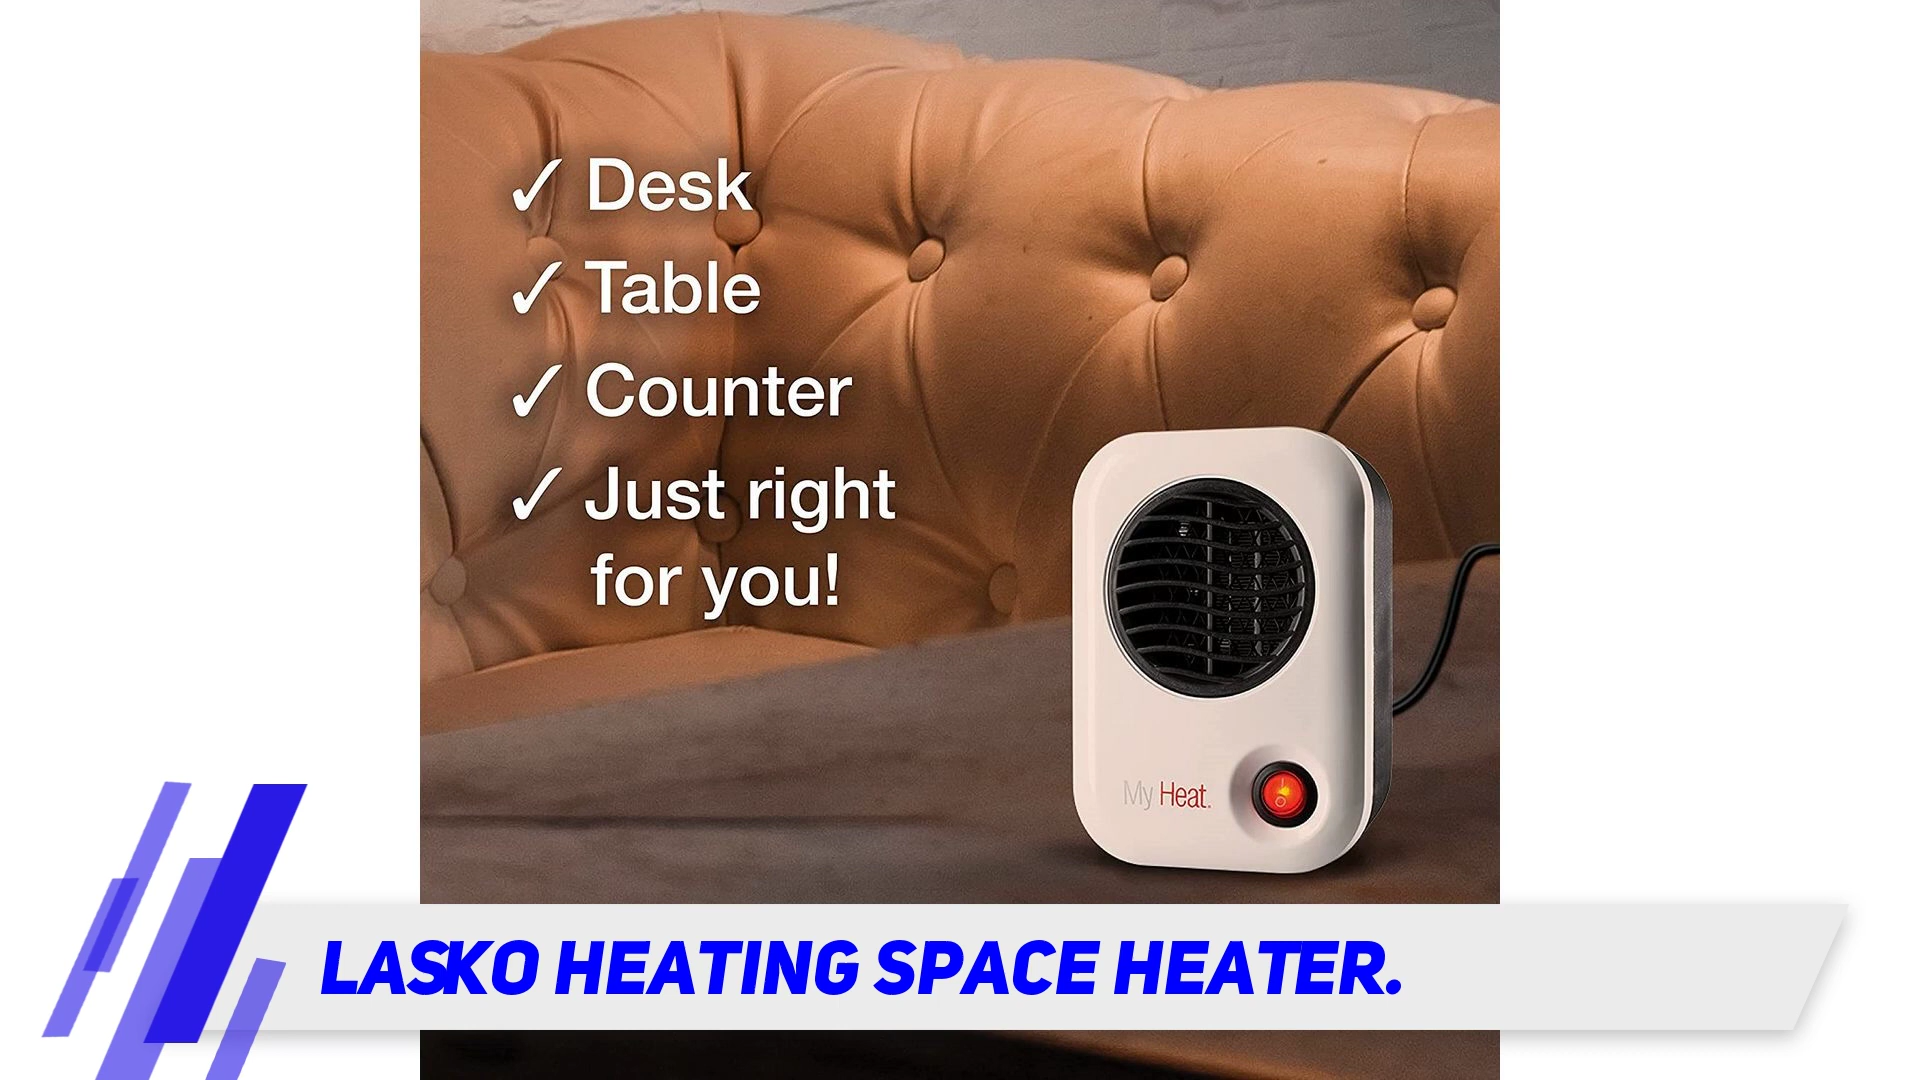 ✓ Desk
✓ Table
✓ Counter
✓ Just right
for you!
My Heat.
LASKO HEATING SPACE HEATER.